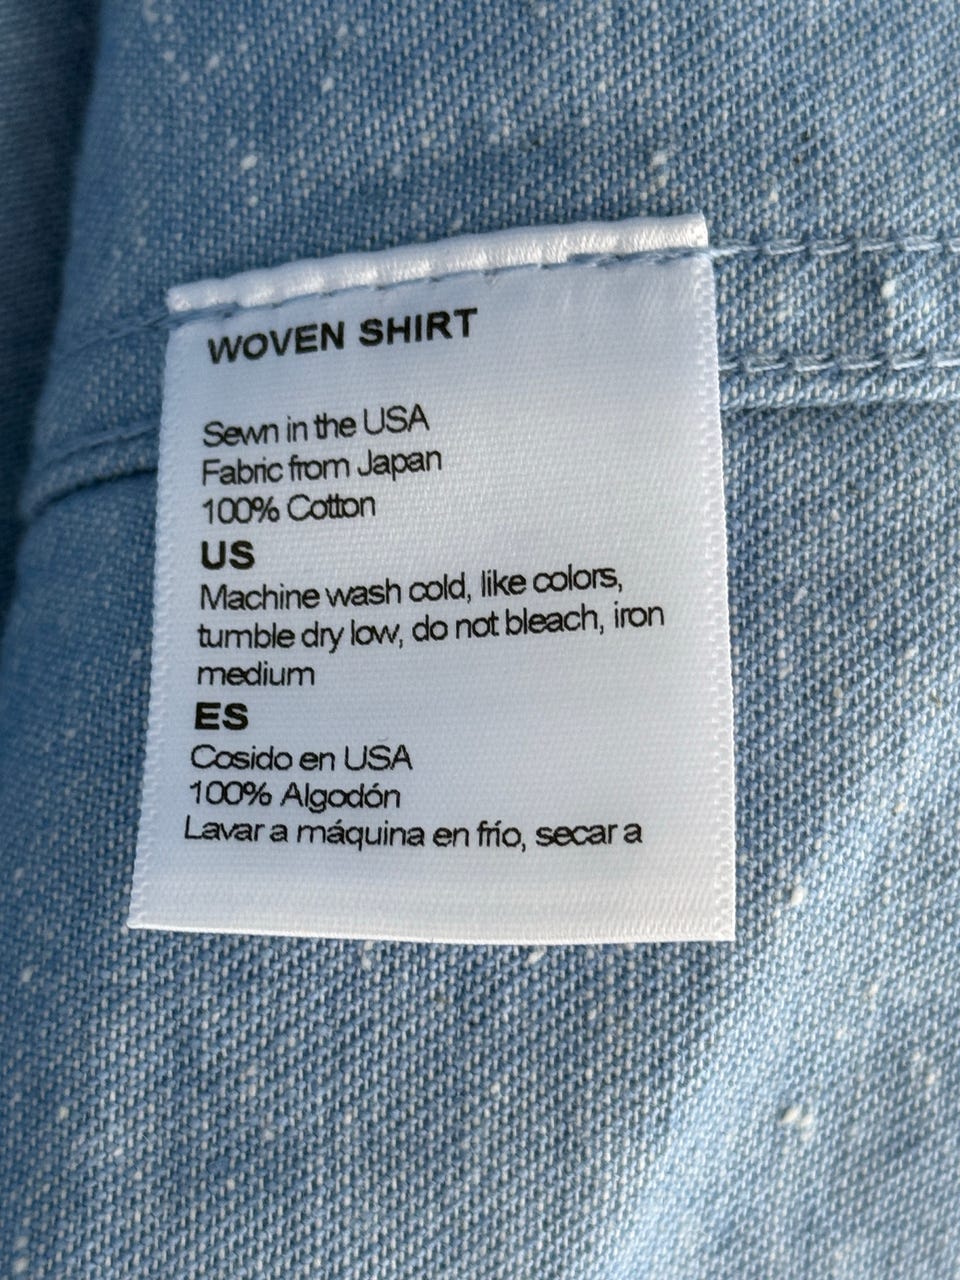 WOVEN SHIRT
Sewn in the USA
Fabric from Japan
100% Cotton
US
Machine wash cold, like colors,
tumble dry low, do not bleach, iron
medium
ES
Cosido en USA
100% Algodón
Lavar a máquina en frío, secar a